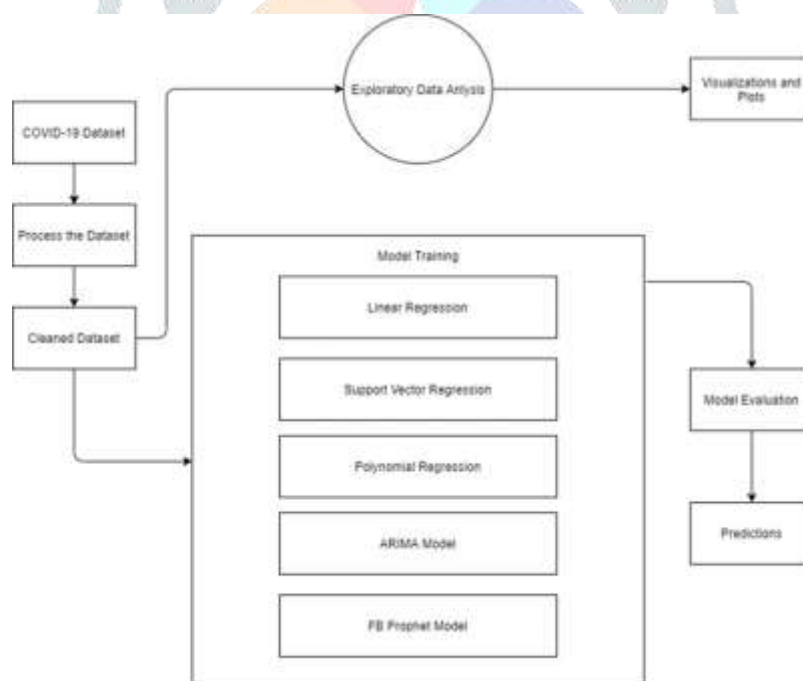 COVID-19 Dataset
Process the Dataset
Cleaned Dataset
Exploratory Data Anlysis
Visualizations and
Plots
Model Training
Linear Regression
Support Vector Regression
Polynomial Regression
ARIMA Model
FB Prophet Model
Model Evaluation
Predictions